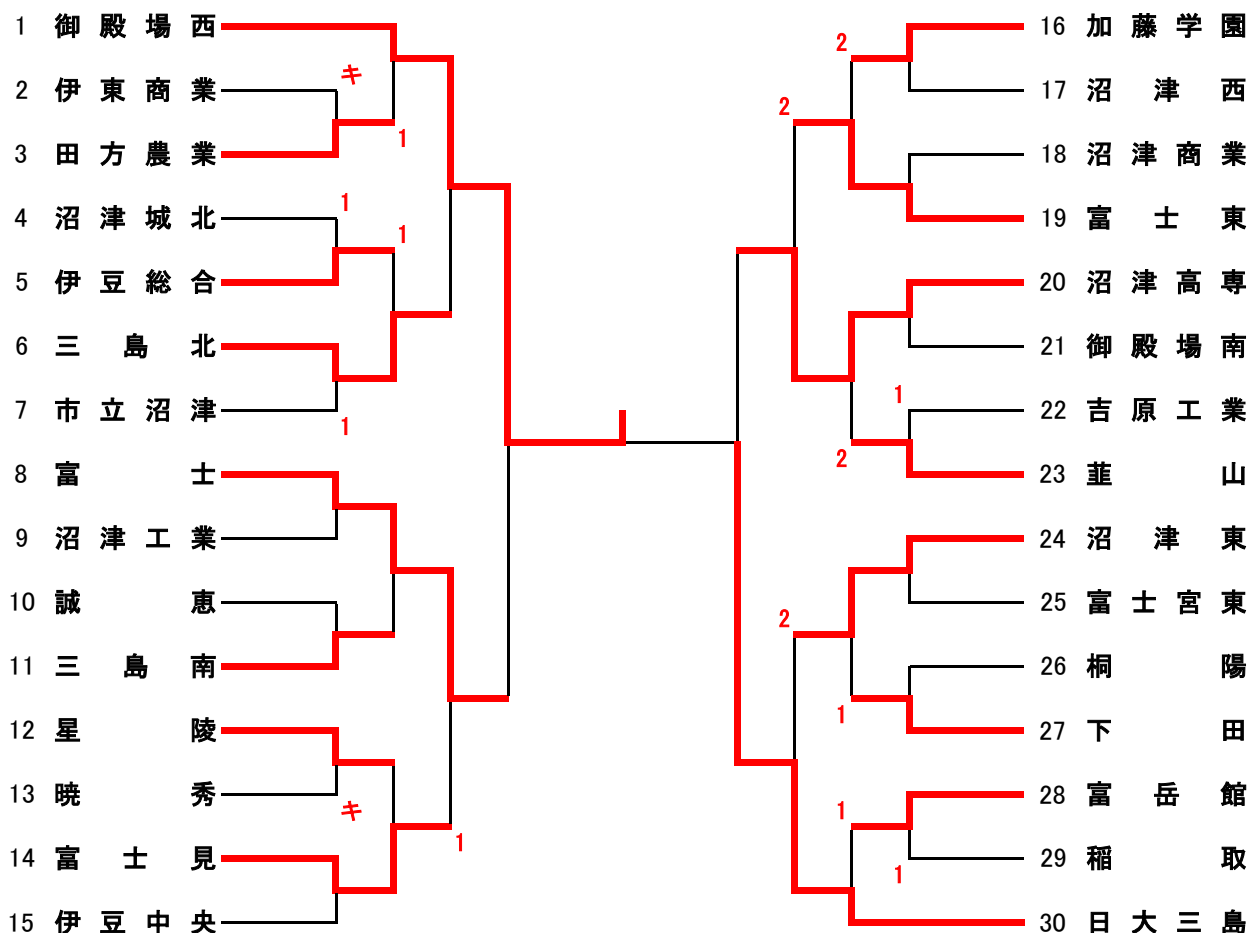 1 御殿場西
2 伊東商業
キ
3 田方農業
1
4 沼津城北
1
1
5 伊豆総合
6 三島北
7 市立沼津
1
8 富士
9 沼津工業
10 誠恵
11 三島南
12 星陵
13 暁秀
キ
14 富士見
1
15 伊豆中央
16 加藤学園
2
17 沼津西
2
18 沼津商業
19 富士東
20 沼津高専
21 御殿場南
1
22 吉原工業
2
23 韮山
24 沼津東
25 富士宮東
2
26 桐陽
1
27 下田
28 富岳館
1
29 稲取
1
30 日大三島